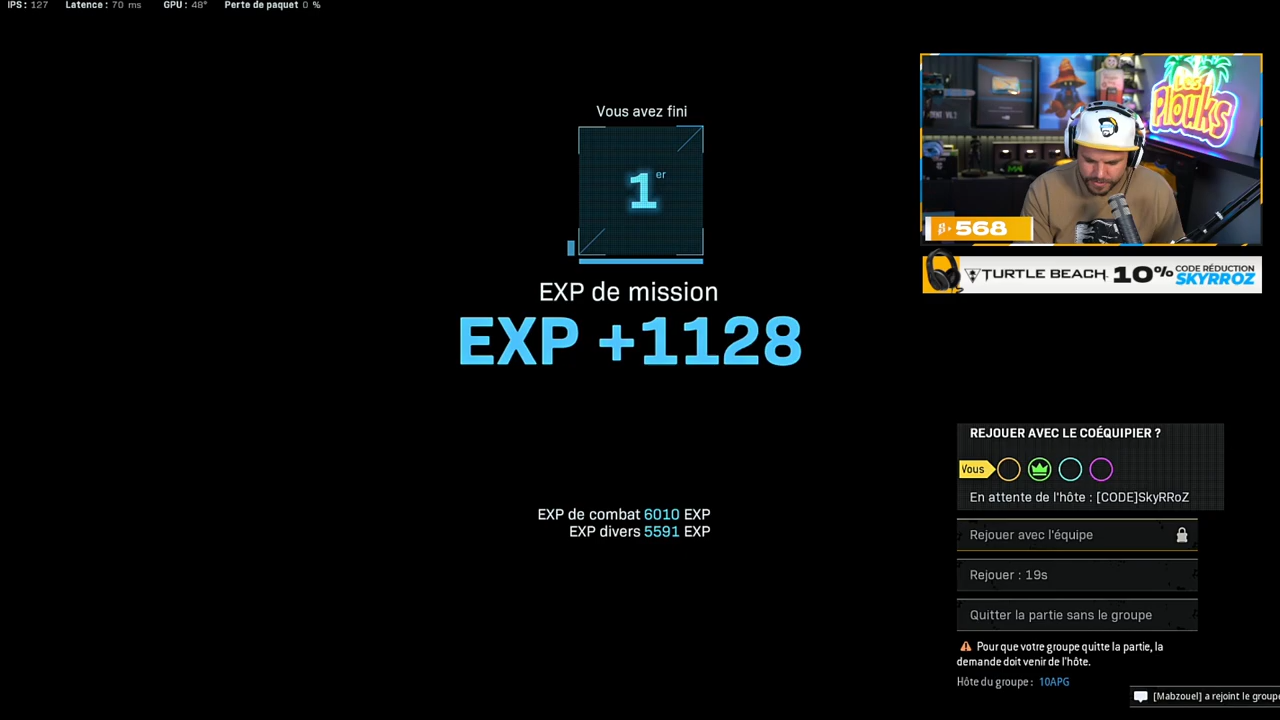 IPS : 127 Latence : 70 ms GPU : 48° Perte de paquet 0 %
Vous avez fini
1er
EXP de mission
EXP +1128
EXP de combat 6010 EXP
EXP divers 5591 EXP
LES
PLOUKS
568
TURTLE BEACH 10% CODE RÉDUCTION
SKYRROZ
REJOUER AVEC LE COÉQUIPIER ?
Vous
En attente de l'hôte : [CODE]SkyRRoZ
Rejouer avec l'équipe
Rejouer : 19s
Quitter la partie sans le groupe
Pour que votre groupe quitte la partie, la
demande doit venir de l'hôte.
Hôte du groupe : 10APG
[Mabzouel] a rejoint le groupe